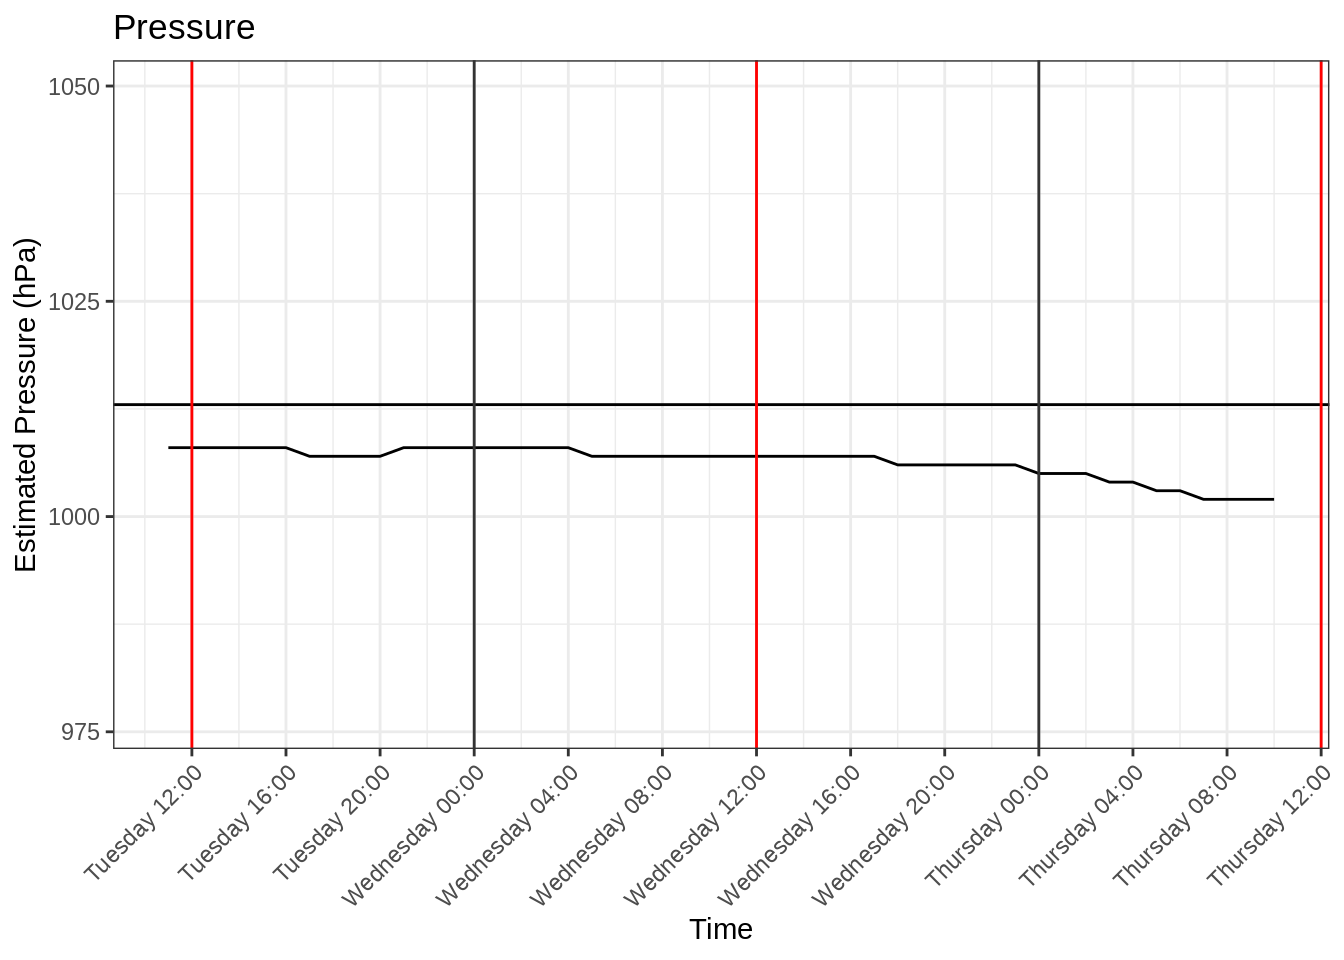 Pressure
Estimated Pressure (hPa)
1050
1025
1000
975
Tuesday 12:00
Tuesday 16:00
Tuesday 20:00
Wednesday 00:00
Wednesday 04:00
Wednesday 08:00
Wednesday 12:00
Wednesday 16:00
Wednesday 20:00
Thursday 00:00
Thursday 04:00
Thursday 08:00
Thursday 12:00
Time